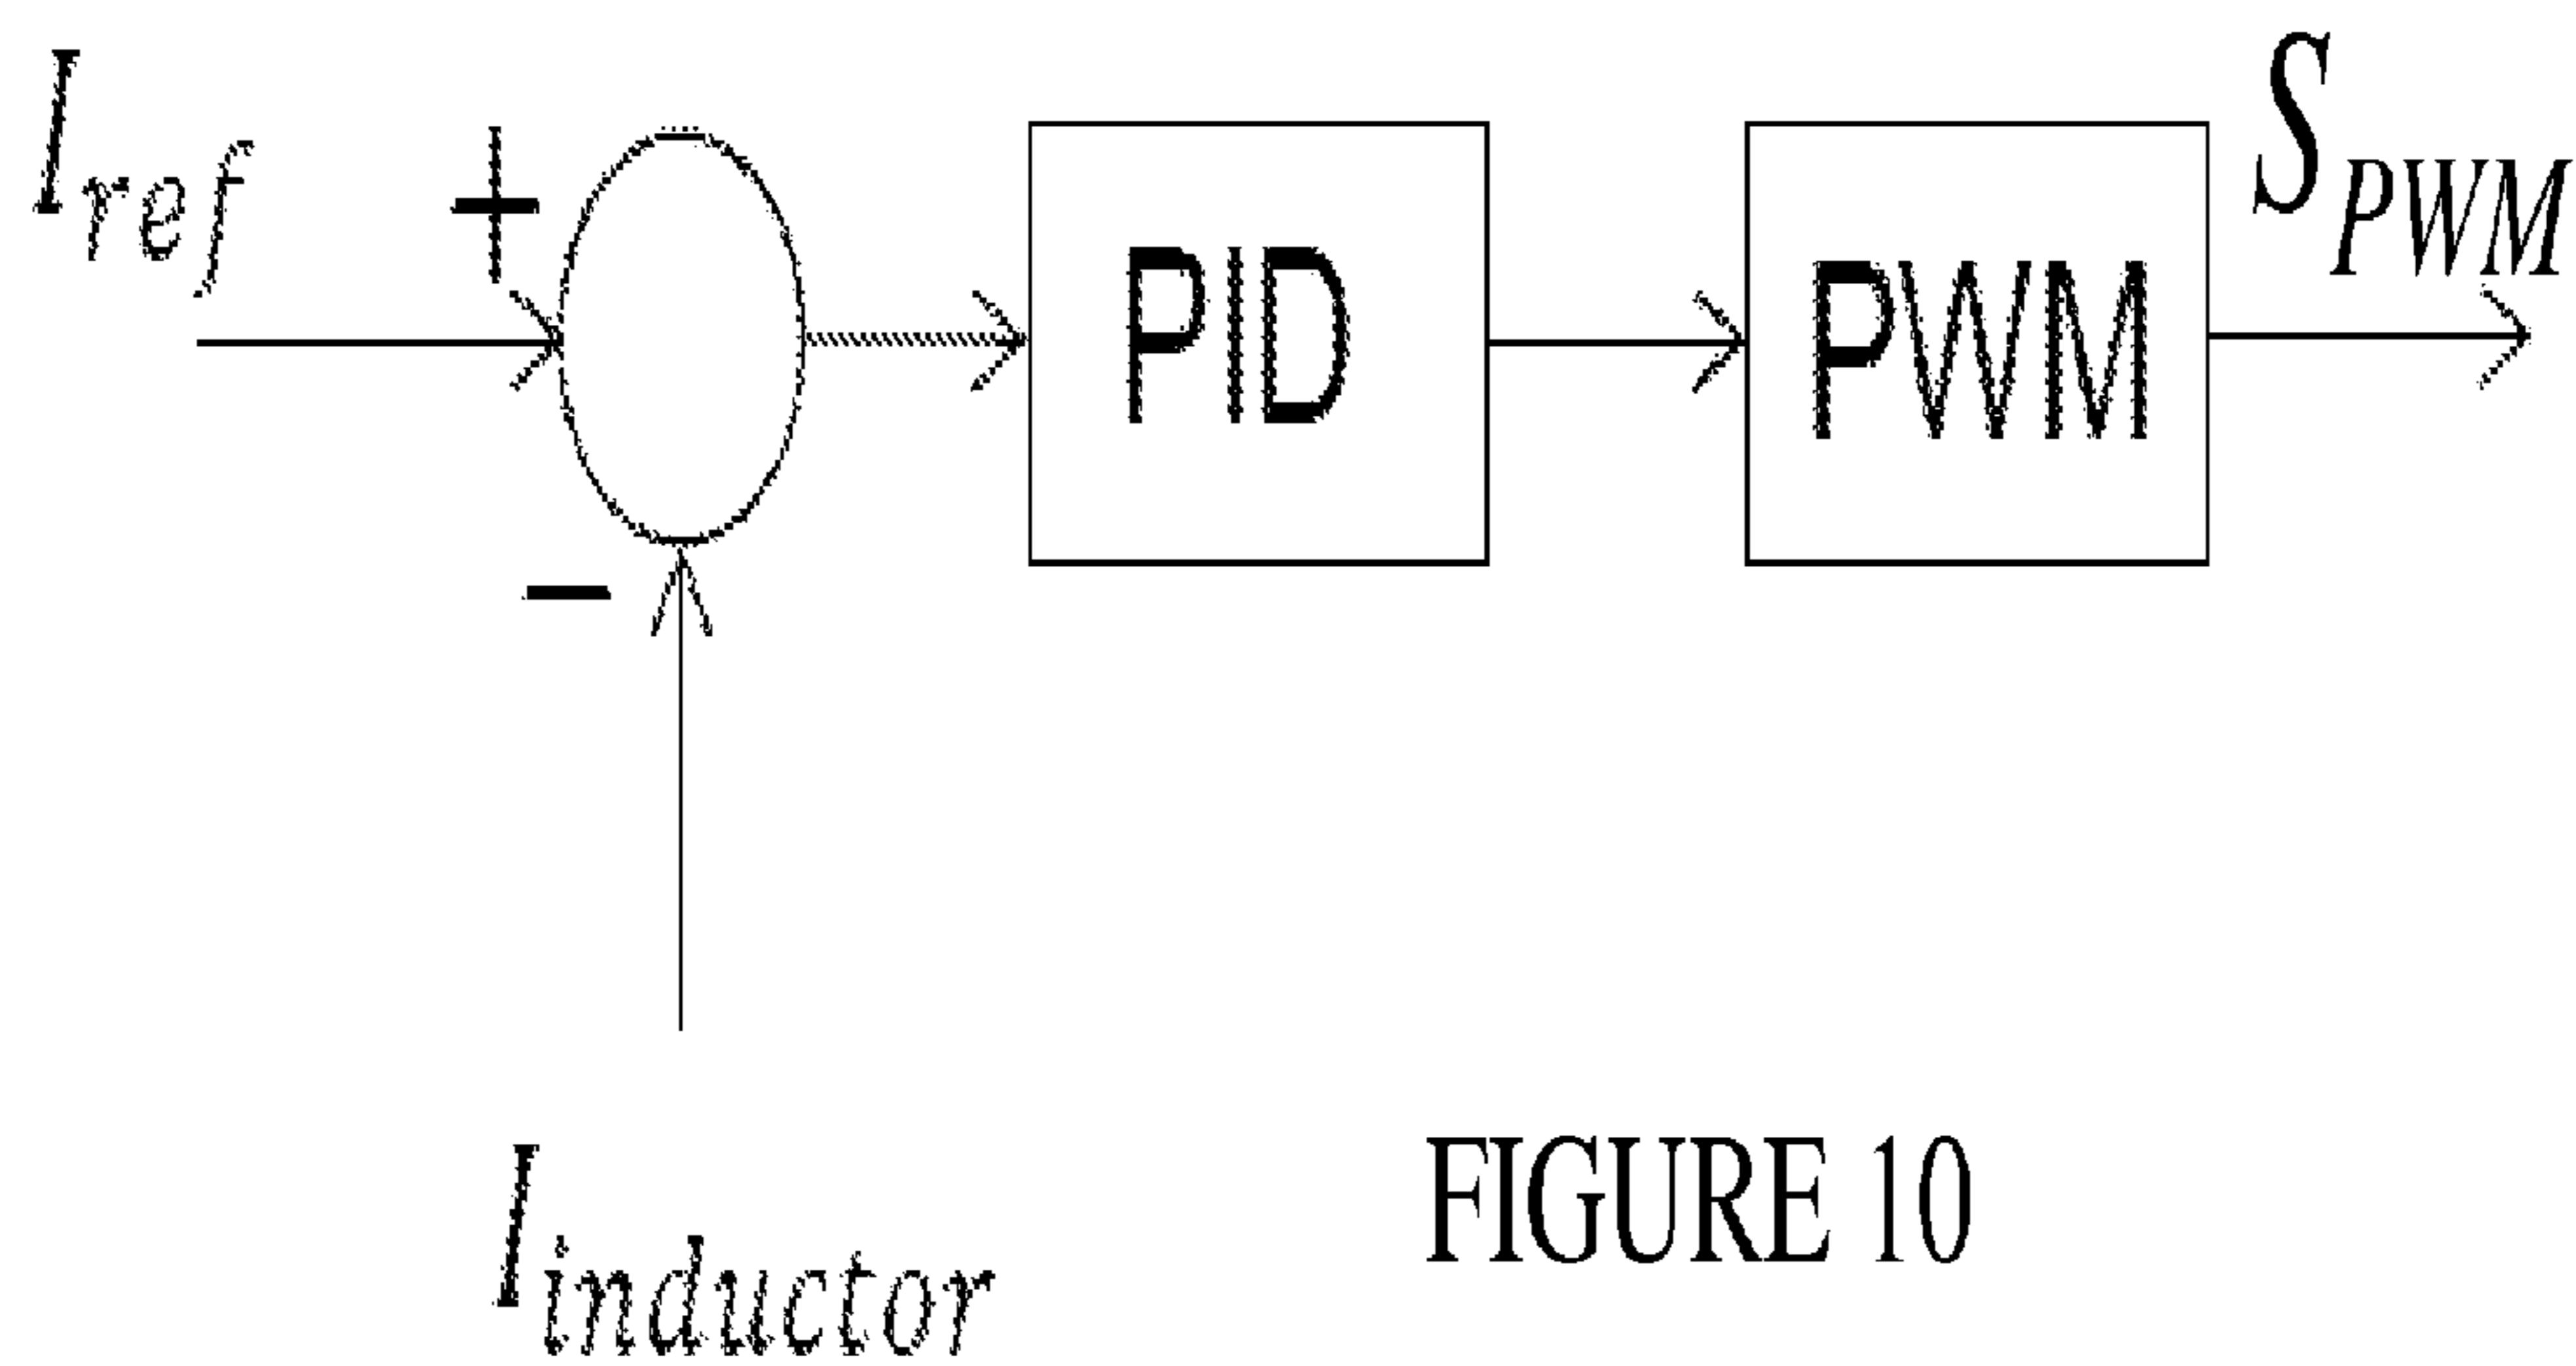 I_ref
+
PID
PWM
S_PWM
−
I_inductor
FIGURE 10